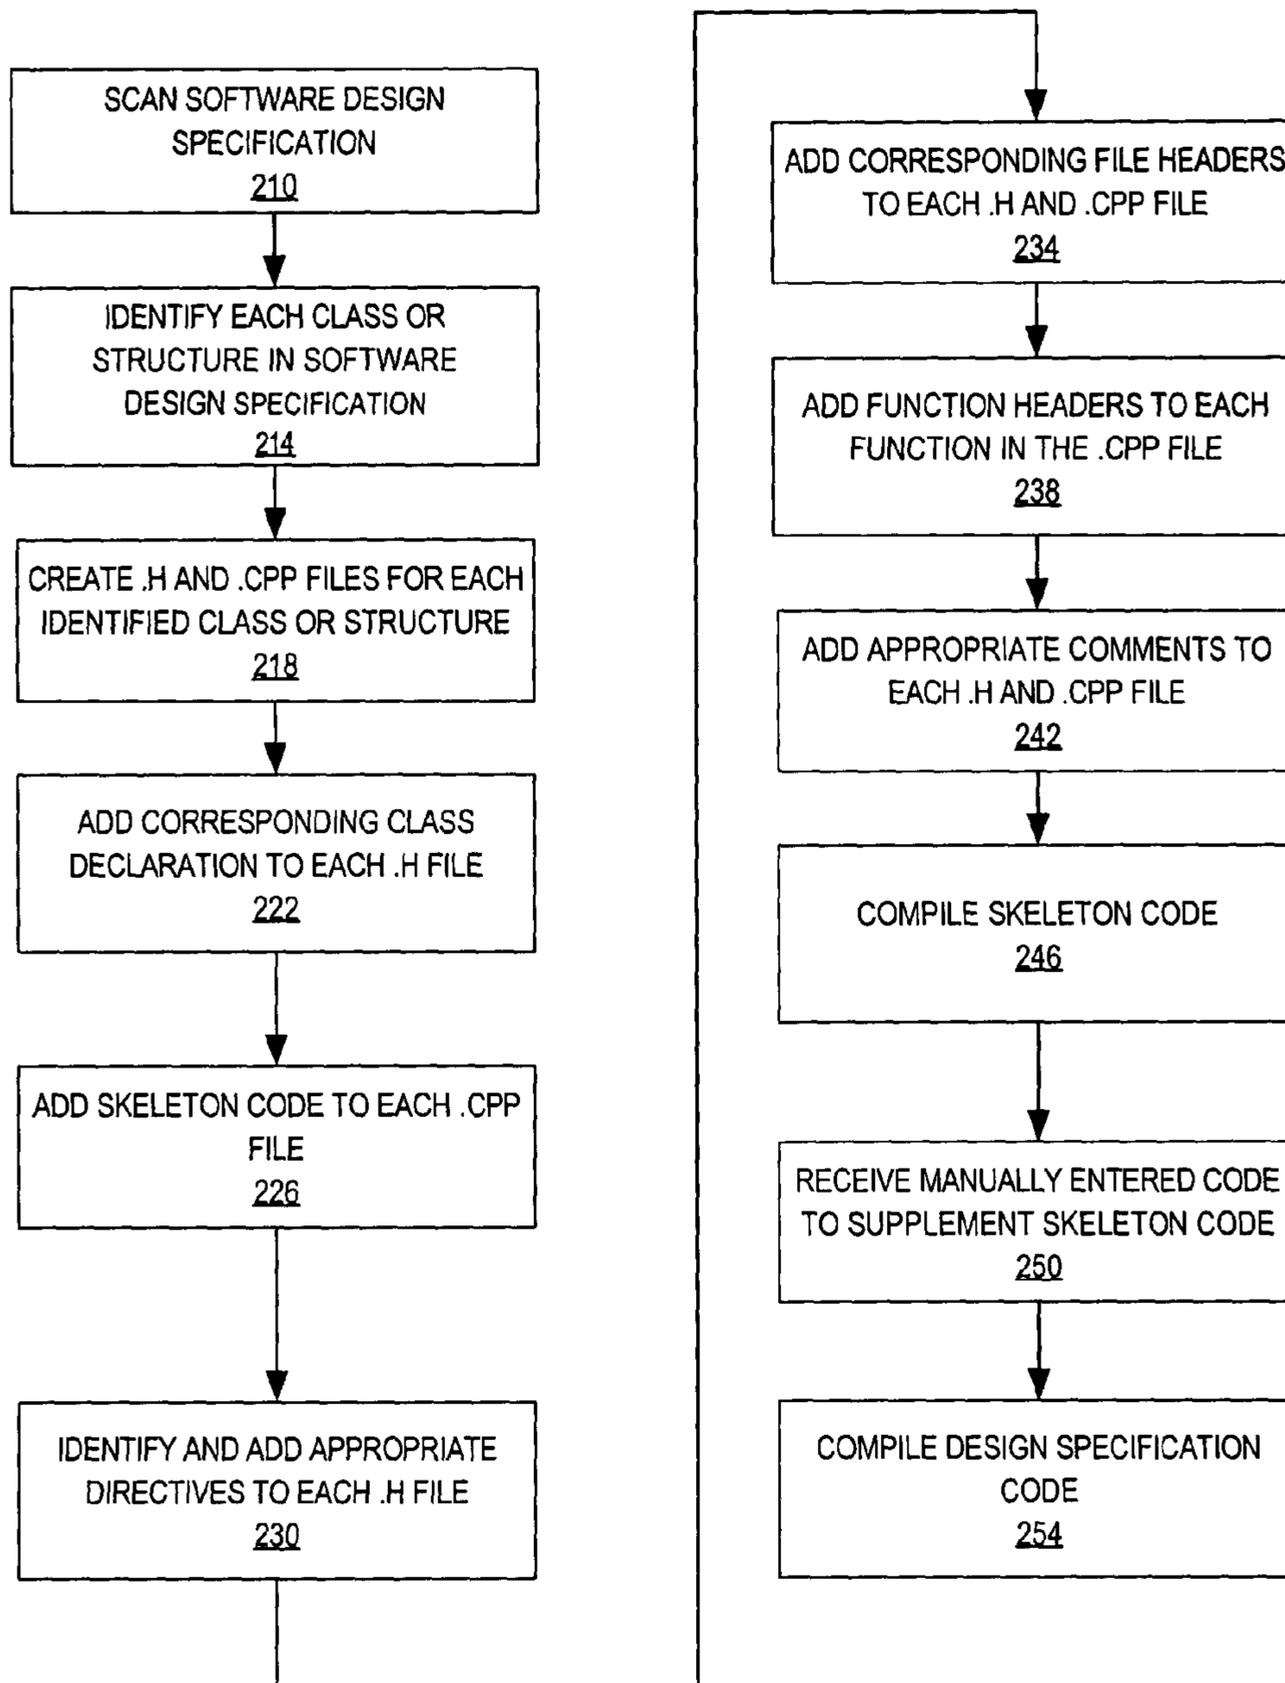 SCAN SOFTWARE DESIGN
SPECIFICATION
210
IDENTIFY EACH CLASS OR
STRUCTURE IN SOFTWARE
DESIGN SPECIFICATION
214
CREATE .H AND .CPP FILES FOR EACH
IDENTIFIED CLASS OR STRUCTURE
218
ADD CORRESPONDING CLASS
DECLARATION TO EACH .H FILE
222
ADD SKELETON CODE TO EACH .CPP
FILE
226
IDENTIFY AND ADD APPROPRIATE
DIRECTIVES TO EACH .H FILE
230
ADD CORRESPONDING FILE HEADERS
TO EACH .H AND .CPP FILE
234
ADD FUNCTION HEADERS TO EACH
FUNCTION IN THE .CPP FILE
238
ADD APPROPRIATE COMMENTS TO
EACH .H AND .CPP FILE
242
COMPILE SKELETON CODE
246
RECEIVE MANUALLY ENTERED CODE
TO SUPPLEMENT SKELETON CODE
250
COMPILE DESIGN SPECIFICATION
CODE
254